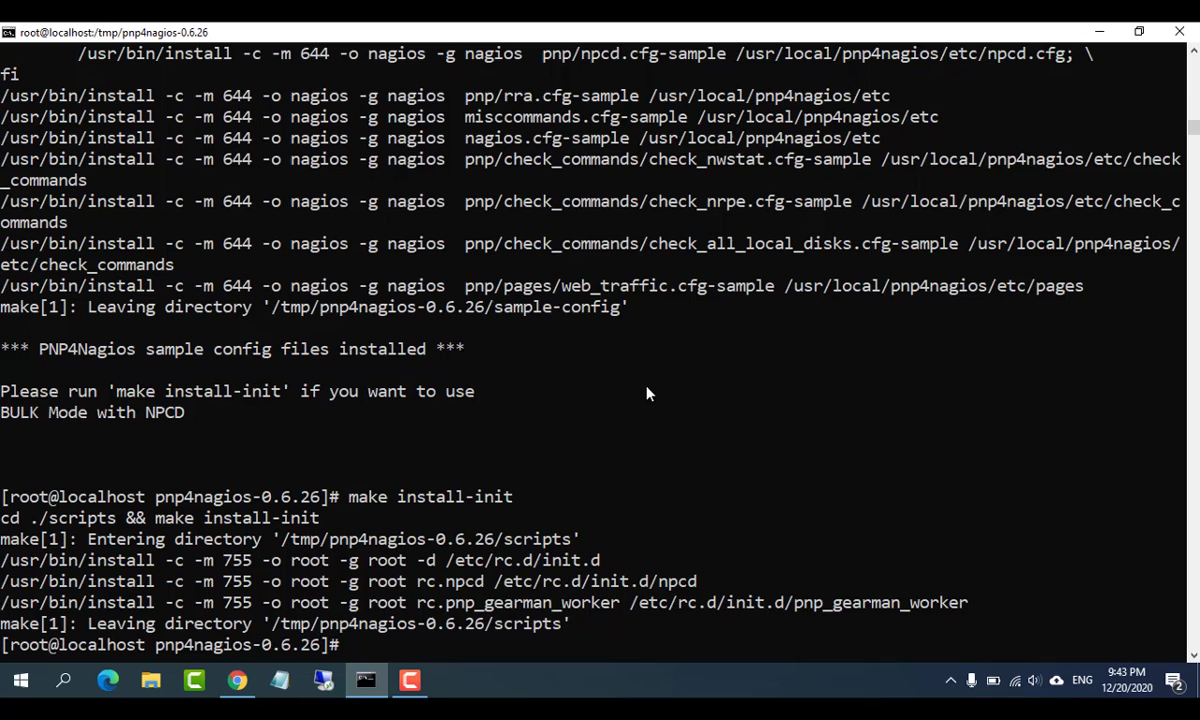 root@localhost:/tmp/pnp4nagios-0.6.26
/usr/bin/install -c -m 644 -o nagios -g nagios  pnp/npcd.cfg-sample /usr/local/pnp4nagios/etc/npcd.cfg; \
fi
/usr/bin/install -c -m 644 -o nagios -g nagios  pnp/rra.cfg-sample /usr/local/pnp4nagios/etc
/usr/bin/install -c -m 644 -o nagios -g nagios  misccommands.cfg-sample /usr/local/pnp4nagios/etc
/usr/bin/install -c -m 644 -o nagios -g nagios  nagios.cfg-sample /usr/local/pnp4nagios/etc
/usr/bin/install -c -m 644 -o nagios -g nagios  pnp/check_commands/check_nwstat.cfg-sample /usr/local/pnp4nagios/etc/check
_commands
/usr/bin/install -c -m 644 -o nagios -g nagios  pnp/check_commands/check_nrpe.cfg-sample /usr/local/pnp4nagios/etc/check_c
ommands
/usr/bin/install -c -m 644 -o nagios -g nagios  pnp/check_commands/check_all_local_disks.cfg-sample /usr/local/pnp4nagios/
etc/check_commands
/usr/bin/install -c -m 644 -o nagios -g nagios  pnp/pages/web_traffic.cfg-sample /usr/local/pnp4nagios/etc/pages
make[1]: Leaving directory '/tmp/pnp4nagios-0.6.26/sample-config'
*** PNP4Nagios sample config files installed ***
Please run 'make install-init' if you want to use
BULK Mode with NPCD
[root@localhost pnp4nagios-0.6.26]# make install-init
cd ./scripts && make install-init
make[1]: Entering directory '/tmp/pnp4nagios-0.6.26/scripts'
/usr/bin/install -c -m 755 -o root -g root -d /etc/rc.d/init.d
/usr/bin/install -c -m 755 -o root -g root rc.npcd /etc/rc.d/init.d/npcd
/usr/bin/install -c -m 755 -o root -g root rc.pnp_gearman_worker /etc/rc.d/init.d/pnp_gearman_worker
make[1]: Leaving directory '/tmp/pnp4nagios-0.6.26/scripts'
[root@localhost pnp4nagios-0.6.26]#
ENG
9:43 PM
12/20/2020
2